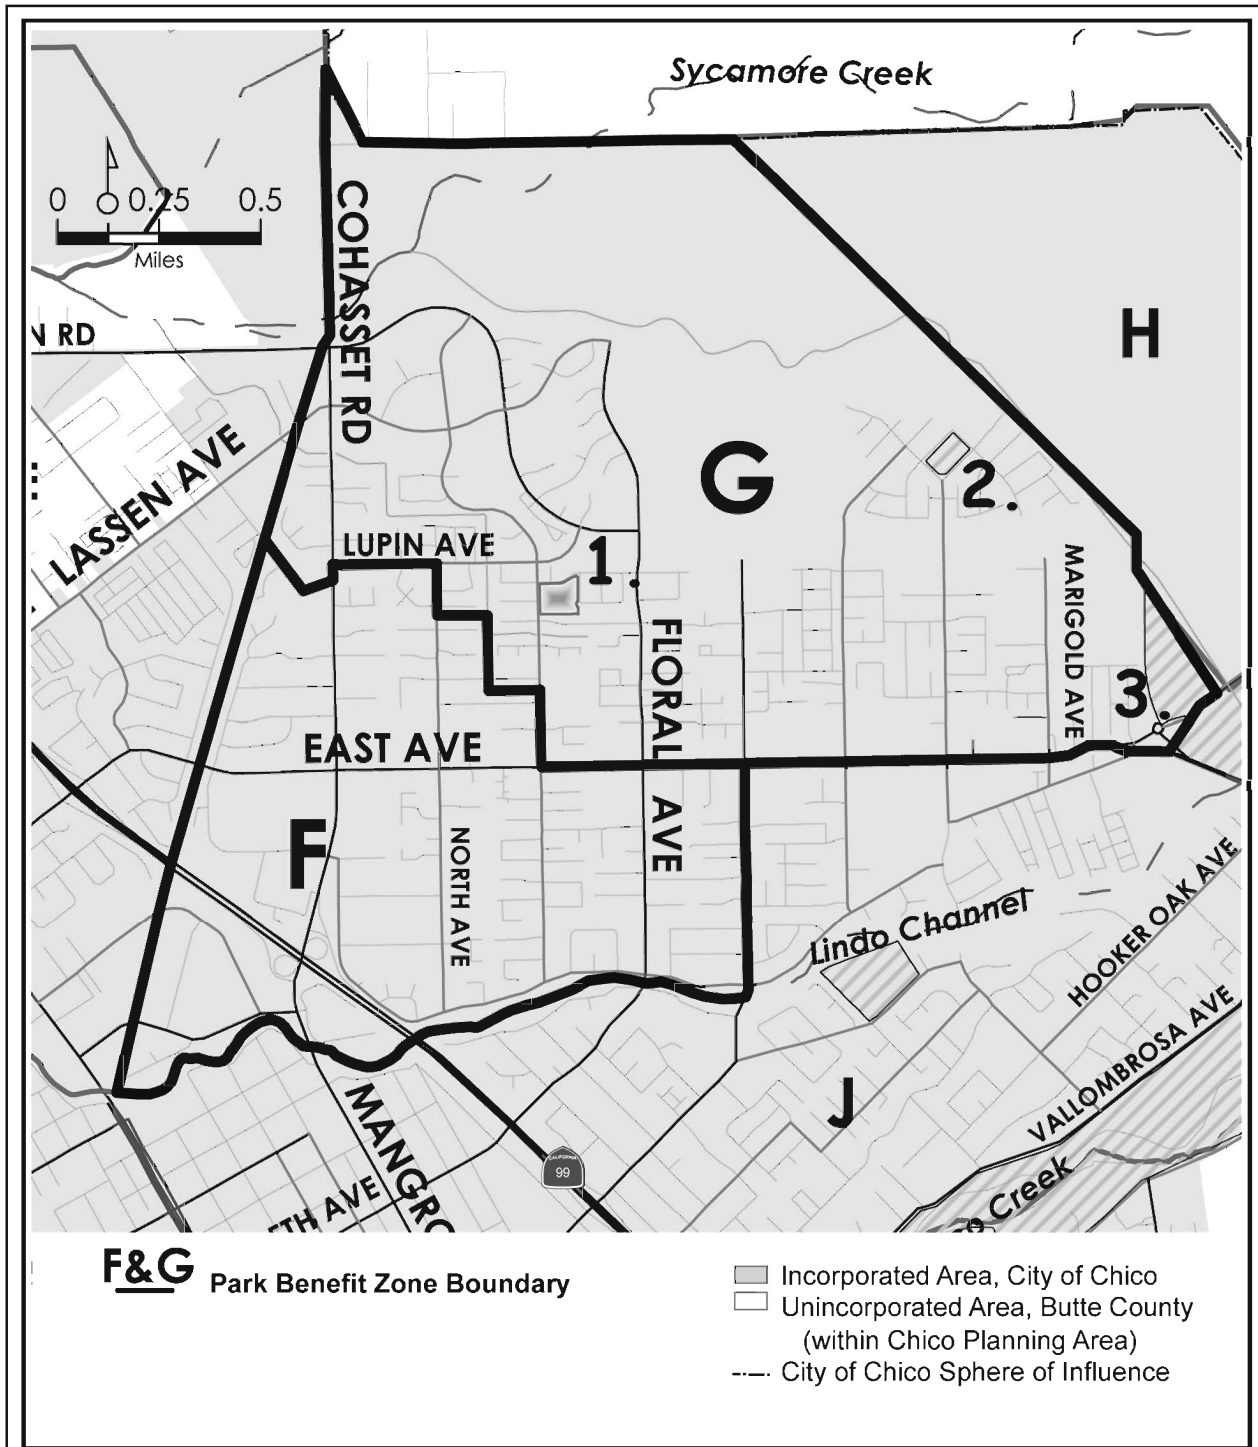 Sycamore Creek
0 0.25 0.5
Miles
COHASSET RD
N RD
H
LASSEN AVE
G
2.
LUPIN AVE
1.
MARIGOLD AVE
FLORAL AVE
3.
EAST AVE
F
NORTH AVE
Lindo Channel
HOOKER OAK AVE
VALLOMBROSA AVE
J
MANGRO
CALIFORNIA
99
TH AVE
o Creek
F&G Park Benefit Zone Boundary
Incorporated Area, City of Chico
Unincorporated Area, Butte County
(within Chico Planning Area)
City of Chico Sphere of Influence